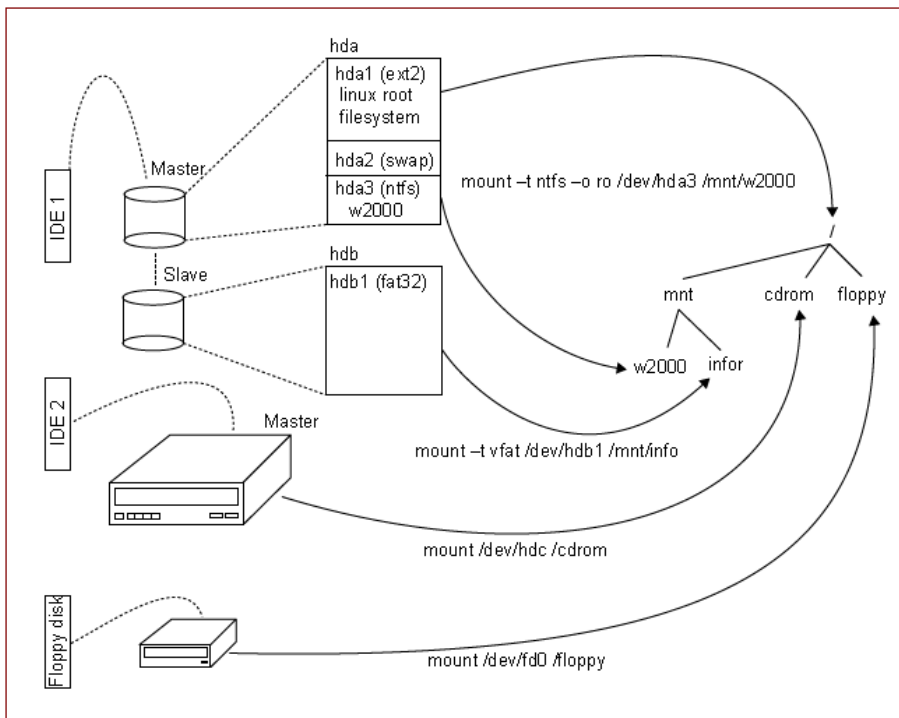 hda
hda1 (ext2)
linux root
filesystem
hda2 (swap)
hda3 (ntfs)
w2000
Master
IDE 1
mount –t ntfs –o ro /dev/hda3 /mnt/w2000
/
Slave
hdb
hdb1 (fat32)
mnt
cdrom
floppy
w2000
infor
IDE 2
Master
mount –t vfat /dev/hdb1 /mnt/info
mount /dev/hdc /cdrom
Floppy disk
mount /dev/fd0 /floppy